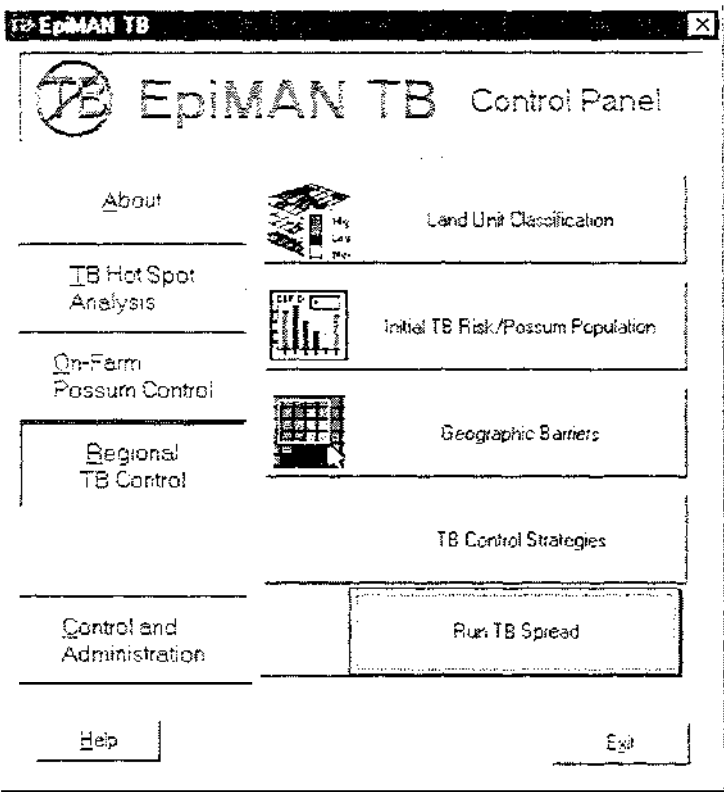 EpiMAN TB
TB EpiMAN TB Control Panel
About
TB Hot Spot
Analysis
On-Farm
Possum Control
Regional
TB Control
Control and
Administration
Land Unit Classification
Initial TB Risk/Possum Population
Geographic Barriers
TB Control Strategies
Run TB Spread
Help
Exit